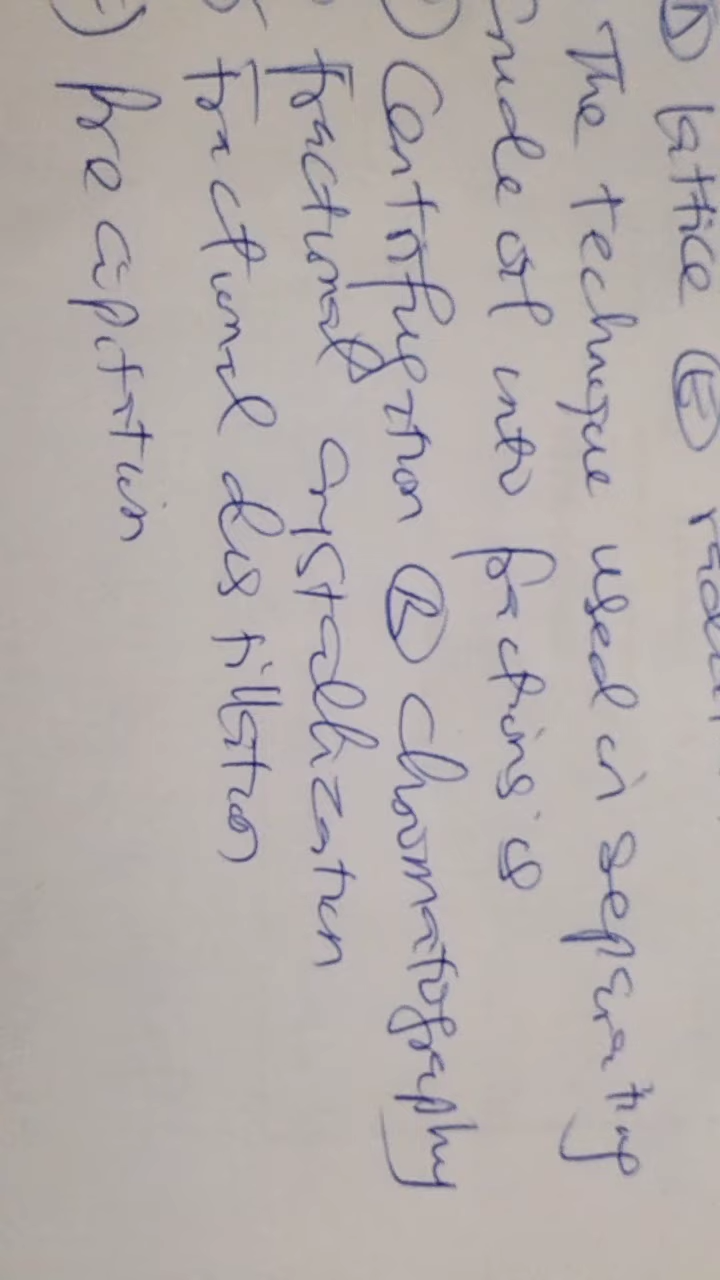 D lattice E
The technique used in separating
crude oil into fractions is
Centrifugation B chromatography
fractional crystallization
Fractional distillation
E) Precipitation